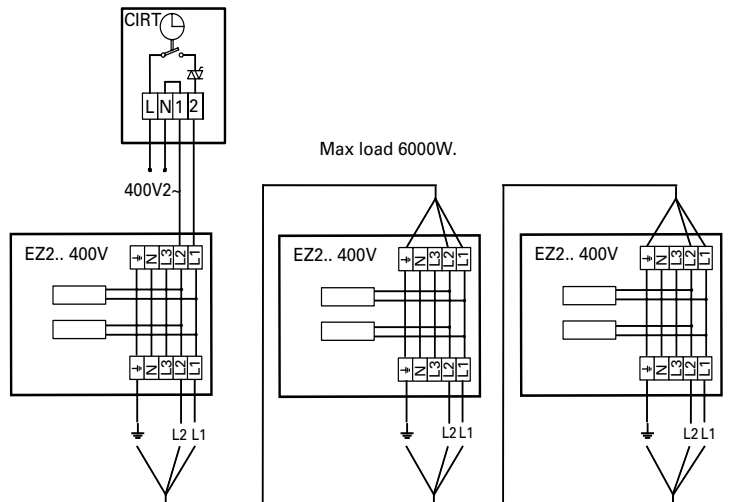 CIRT
L N 1 2
Max load 6000W.
400V2~
EZ2.. 400V
N L3 L2 L1
N L3 L2 L1
L2 L1
EZ2.. 400V
N L3 L2 L1
N L3 L2 L1
L2 L1
EZ2.. 400V
N L3 L2 L1
N L3 L2 L1
L2 L1